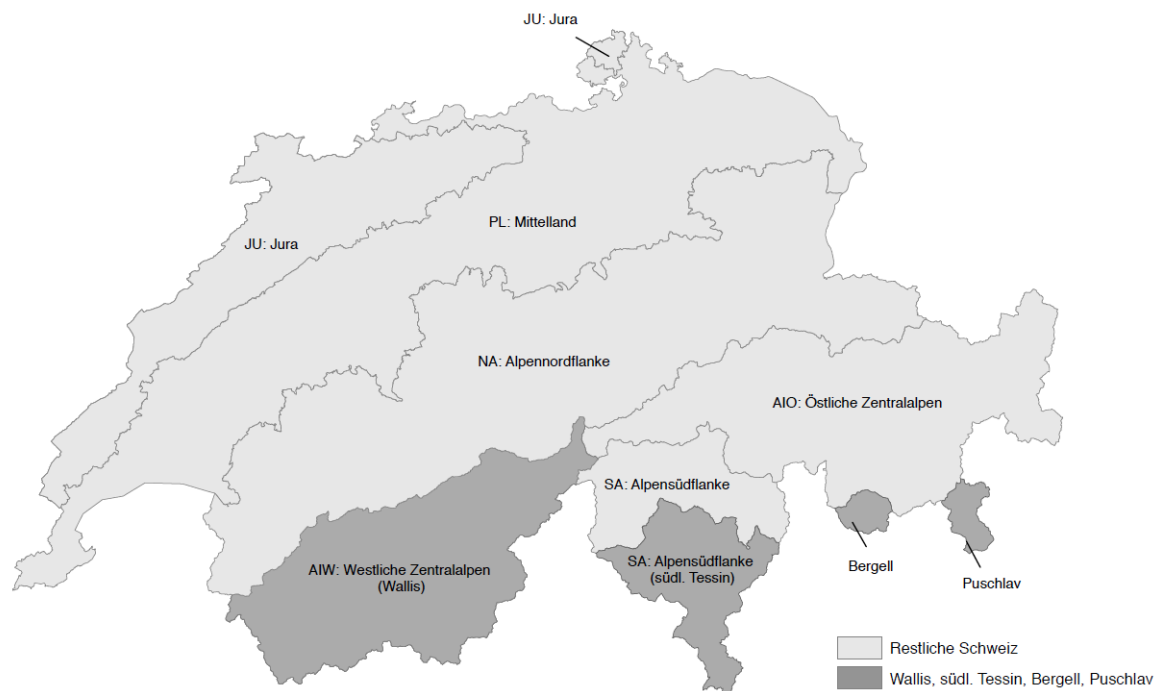 JU: Jura
PL: Mittelland
JU: Jura
NA: Alpennordflanke
AIO: Östliche Zentralalpen
SA: Alpensüdflanke
AIW: Westliche Zentralalpen
(Wallis)
SA: Alpensüdflanke
(südl. Tessin)
Bergell
Puschlav
Restliche Schweiz
Wallis, südl. Tessin, Bergell, Puschlav